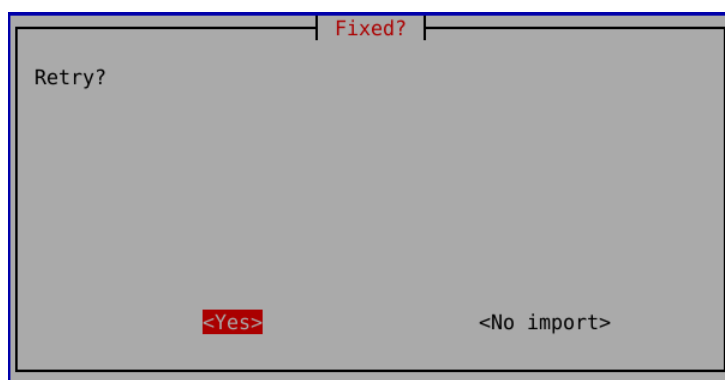 Fixed?
Retry?
<Yes> <No import>